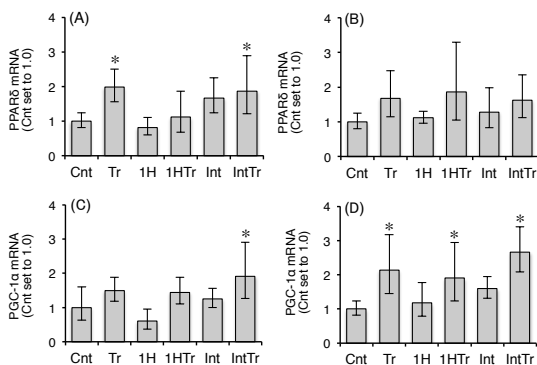 (A)
PPARδ mRNA
(Cnt set to 1.0)
4
3
2
1
0
*
*
Cnt Tr 1H 1HTr Int IntTr
(B)
PPARδ mRNA
(Cnt set to 1.0)
4
3
2
1
0
Cnt Tr 1H 1HTr Int IntTr
(C)
PGC-1α mRNA
(Cnt set to 1.0)
4
3
2
1
0
*
Cnt Tr 1H 1HTr Int IntTr
(D)
PGC-1α mRNA
(Cnt set to 1.0)
4
3
2
1
0
*
*
*
Cnt Tr 1H 1HTr Int IntTr